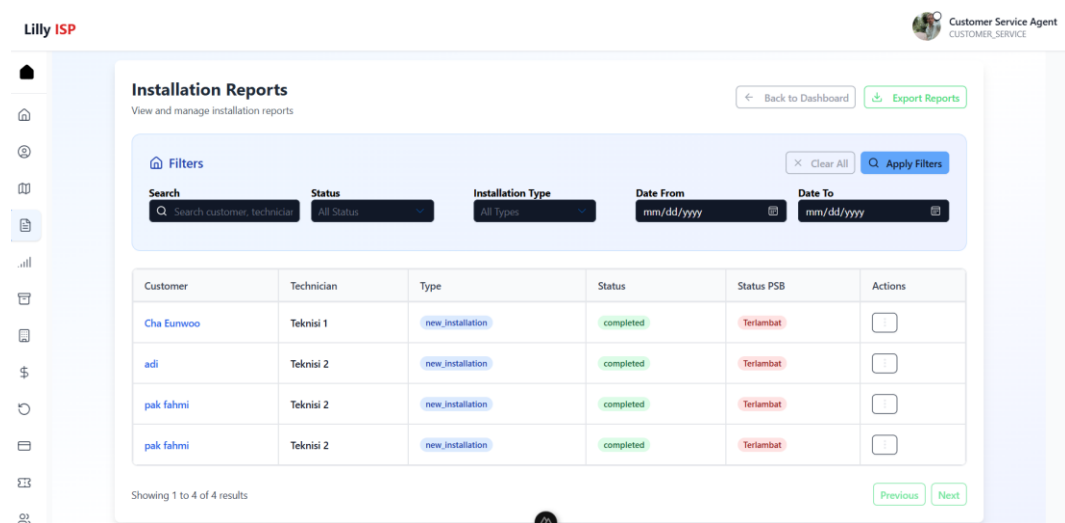 Lilly ISP
Customer Service Agent
CUSTOMER_SERVICE
Installation Reports
View and manage installation reports
Back to Dashboard
Export Reports
Filters
Clear All
Apply Filters
Search
Status
Installation Type
Date From
Date To
Search customer, technician
All Status
All Types
mm/dd/yyyy
mm/dd/yyyy
Customer Technician Type Status Status PSB Actions
Cha Eunwoo Teknisi 1 new_installation completed Terlambat
adi Teknisi 2 new_installation completed Terlambat
pak fahmi Teknisi 2 new_installation completed Terlambat
pak fahmi Teknisi 2 new_installation completed Terlambat
Showing 1 to 4 of 4 results
Previous
Next